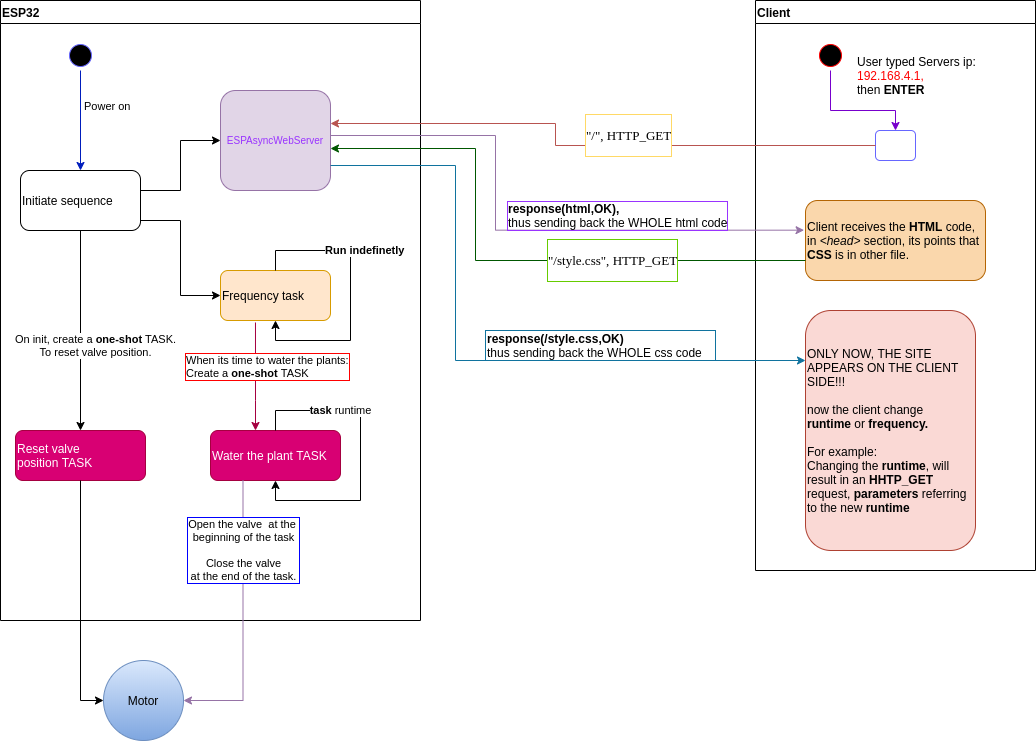 ESP32
Power on
Initiate sequence
ESPAsyncWebServer
Run indefinetly
Frequency task
On init, create a one-shot TASK.
To reset valve position.
When its time to water the plants:
Create a one-shot TASK
task runtime
Reset valve
position TASK
Water the plant TASK
Open the valve at the
beginning of the task
Close the valve
at the end of the task.
Motor
"/", HTTP_GET
response(html,OK),
thus sending back the WHOLE html code
"/style.css", HTTP_GET
response(/style.css,OK)
thus sending back the WHOLE css code
Client
User typed Servers ip:
192.168.4.1,
then ENTER
Client receives the HTML code,
in <head> section, its points that
CSS is in other file.
ONLY NOW, THE SITE
APPEARS ON THE CLIENT
SIDE!!!
now the client change
runtime or frequency.
For example:
Changing the runtime, will
result in an HHTP_GET
request, parameters referring
to the new runtime